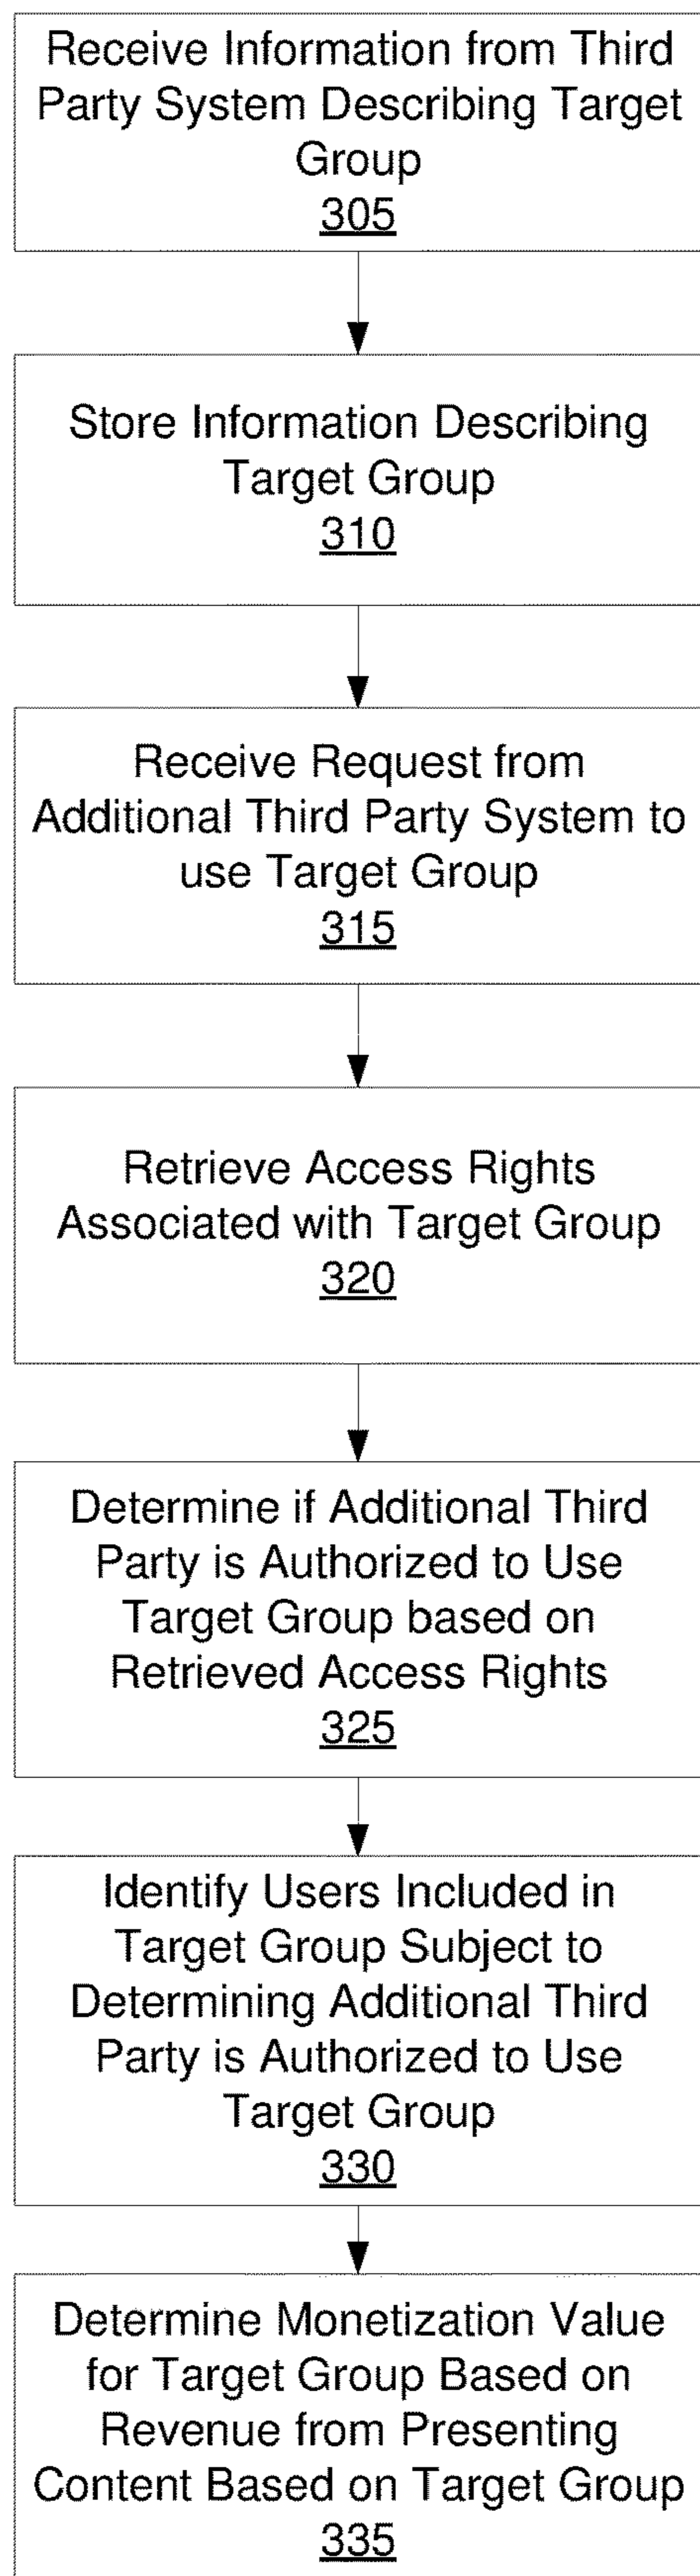 Receive Information from Third
Party System Describing Target
Group
305
Store Information Describing
Target Group
310
Receive Request from
Additional Third Party System to
use Target Group
315
Retrieve Access Rights
Associated with Target Group
320
Determine if Additional Third
Party is Authorized to Use
Target Group based on
Retrieved Access Rights
325
Identify Users Included in
Target Group Subject to
Determining Additional Third
Party is Authorized to Use
Target Group
330
Determine Monetization Value
for Target Group Based on
Revenue from Presenting
Content Based on Target Group
335